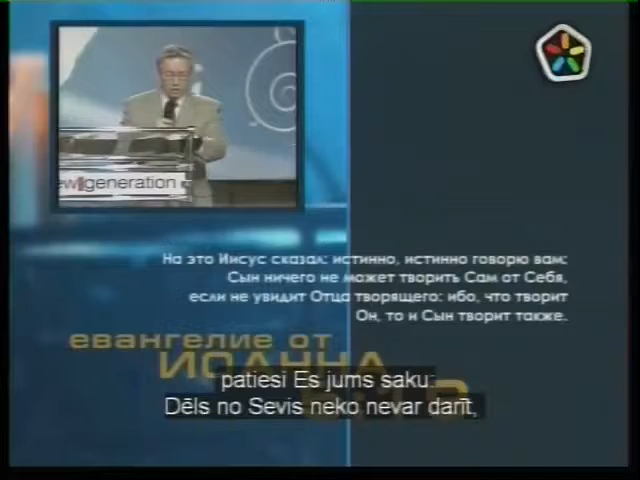 generation
На это Иисус сказал: истинно, истинно говорю вам:
Сын ничего не может творить Сам от Себя,
если не увидит Отца творящего: ибо, что творит
Он, то и Сын творит также.
евангелие от
ИОАННА
patiesi Es jums saku:
Dēls no Sevis neko nevar darīt,